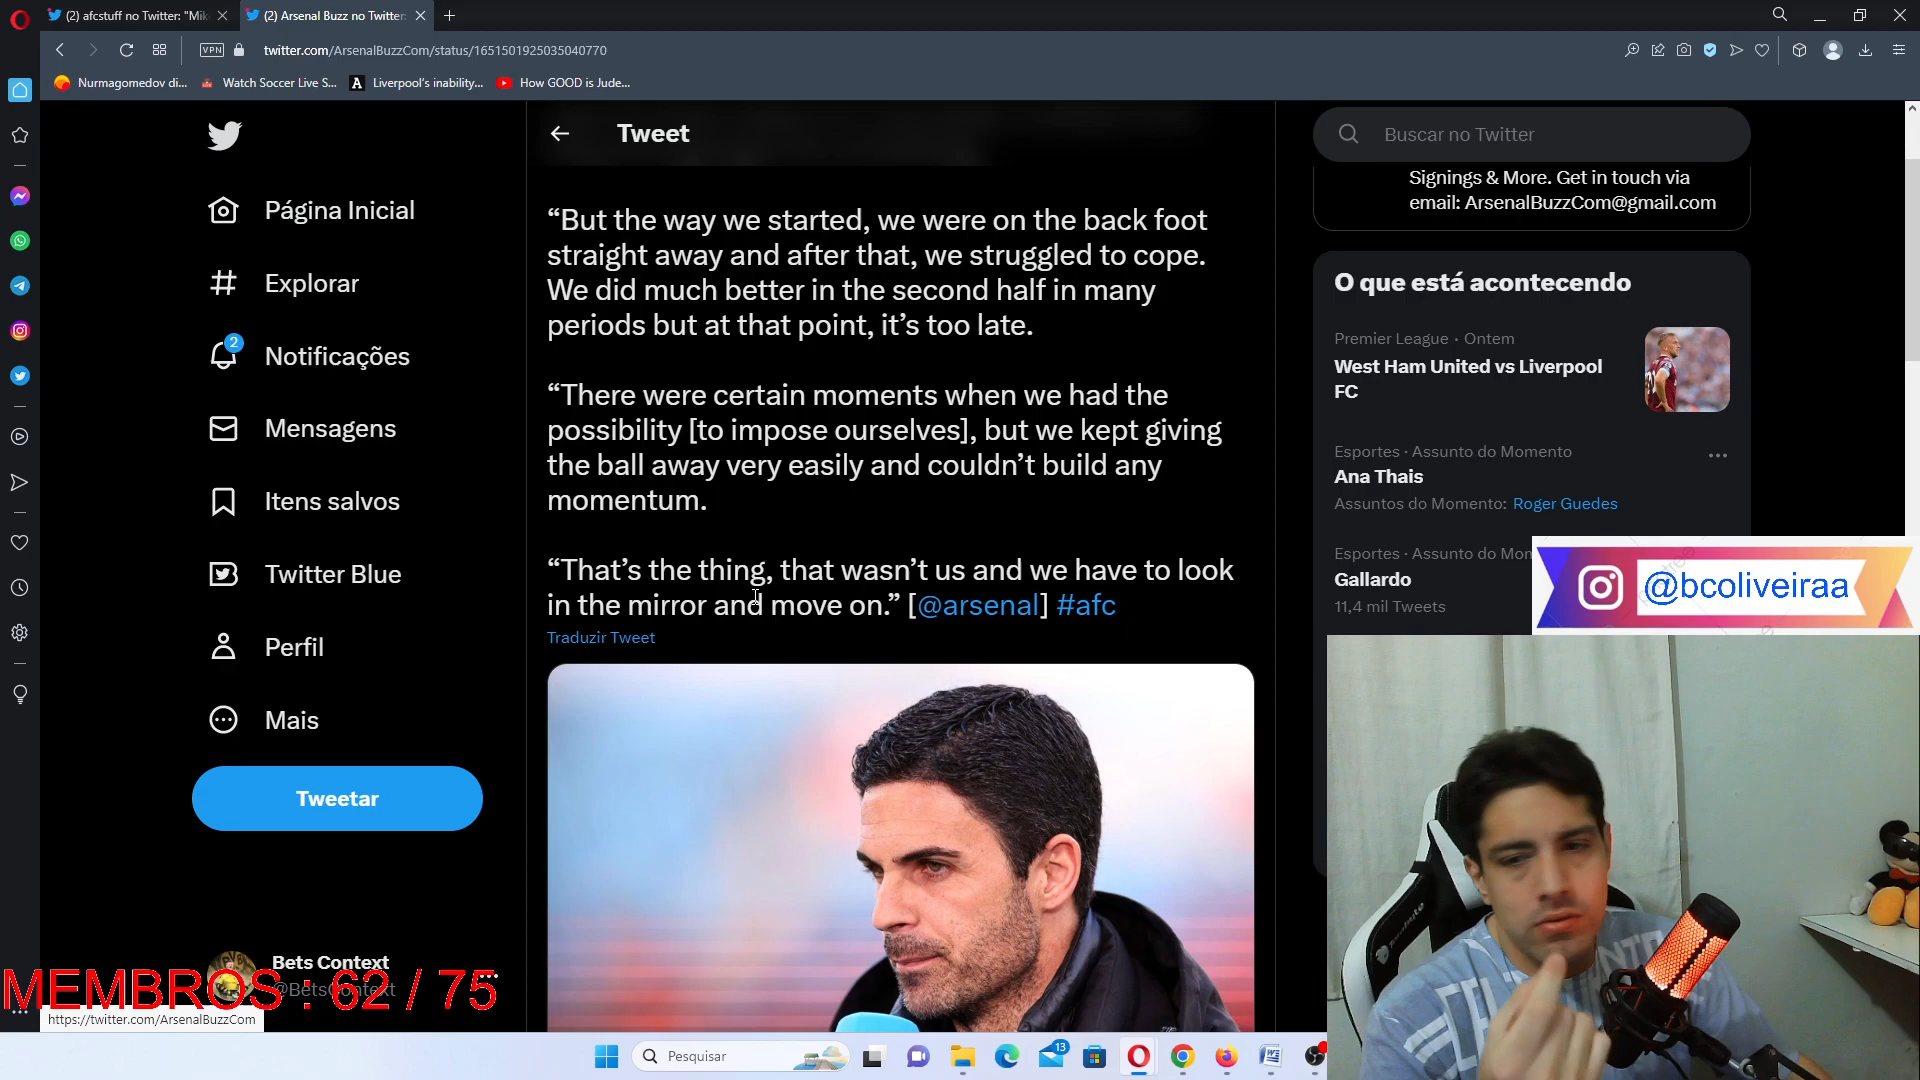 (2) afcstuff no Twitter: "Mik
(2) Arsenal Buzz no Twitter:
VPN
twitter.com/ArsenalBuzzCom/status/1651501925035040770
Nurmagomedov di...
Watch Soccer Live S...
Liverpool's inability...
How GOOD is Jude...
Página Inicial
Explorar
2
Notificações
Mensagens
Itens salvos
Twitter Blue
Perfil
Mais
Tweetar
Bets Context
@BetsContext
MEMBROS : 62 / 75
https://twitter.com/ArsenalBuzzCom
Tweet
“But the way we started, we were on the back foot
straight away and after that, we struggled to cope.
We did much better in the second half in many
periods but at that point, it’s too late.
“There were certain moments when we had the
possibility [to impose ourselves], but we kept giving
the ball away very easily and couldn’t build any
momentum.
“That’s the thing, that wasn’t us and we have to look
in the mirror and move on.” [@arsenal] #afc
Traduzir Tweet
Buscar no Twitter
Signings & More. Get in touch via
email: ArsenalBuzzCom@gmail.com
O que está acontecendo
Premier League · Ontem
West Ham United vs Liverpool
FC
Esportes · Assunto do Momento
Ana Thais
Assuntos do Momento: Roger Guedes
Esportes · Assunto do Mom
Gallardo
11,4 mil Tweets
@bcoliveiraa
Pesquisar
13